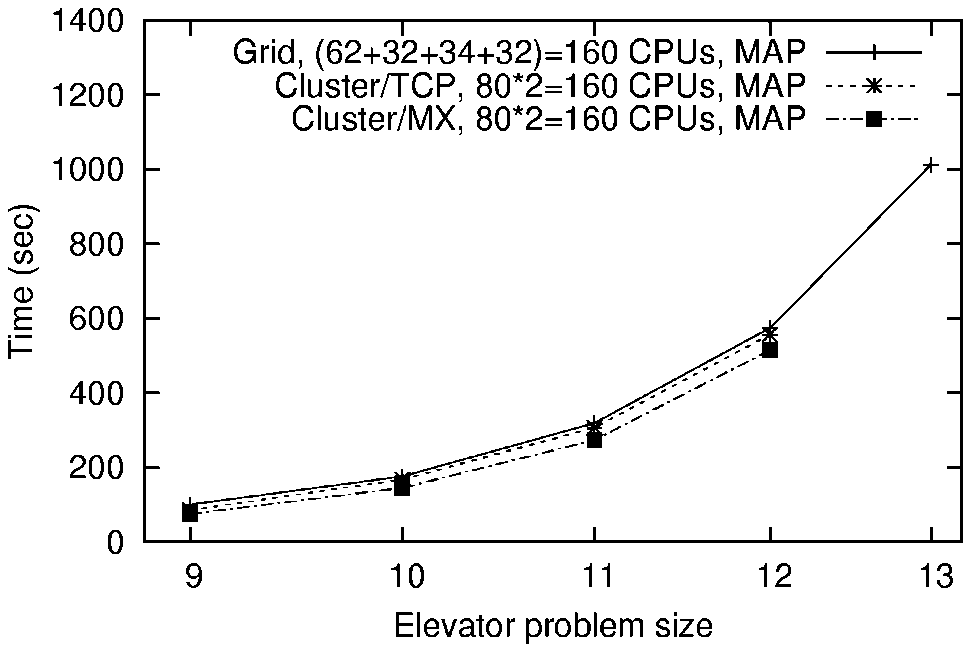 1400
1200
1000
800
600
400
200
0
Time (sec)
Grid, (62+32+34+32)=160 CPUs, MAP
Cluster/TCP, 80*2=160 CPUs, MAP
Cluster/MX, 80*2=160 CPUs, MAP
9 10 11 12 13
Elevator problem size